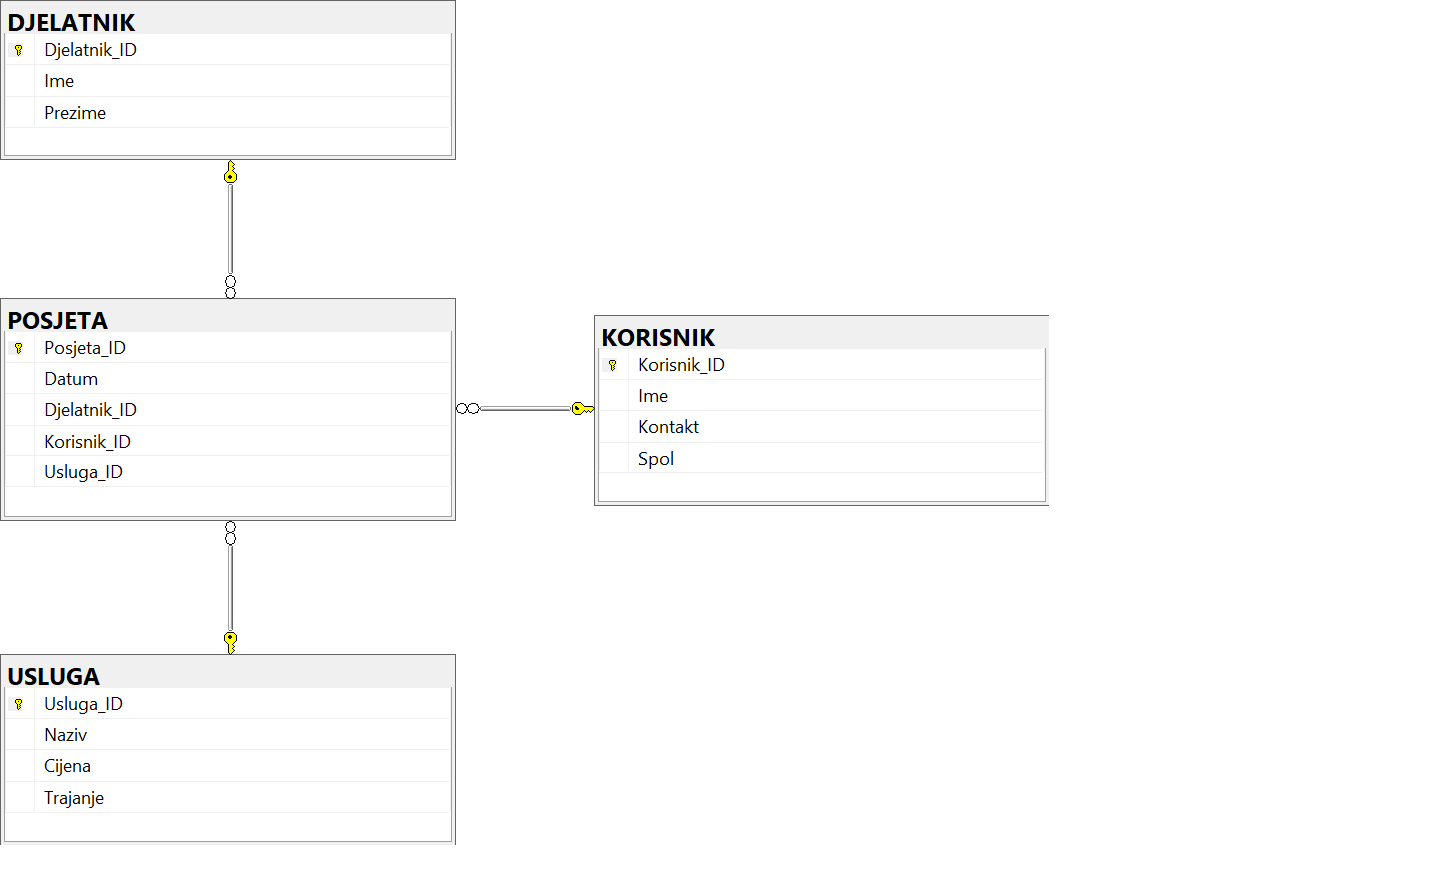 DJELATNIK
Djelatnik_ID
Ime
Prezime
POSJETA
Posjeta_ID
Datum
Djelatnik_ID
Korisnik_ID
Usluga_ID
KORISNIK
Korisnik_ID
Ime
Kontakt
Spol
USLUGA
Usluga_ID
Naziv
Cijena
Trajanje